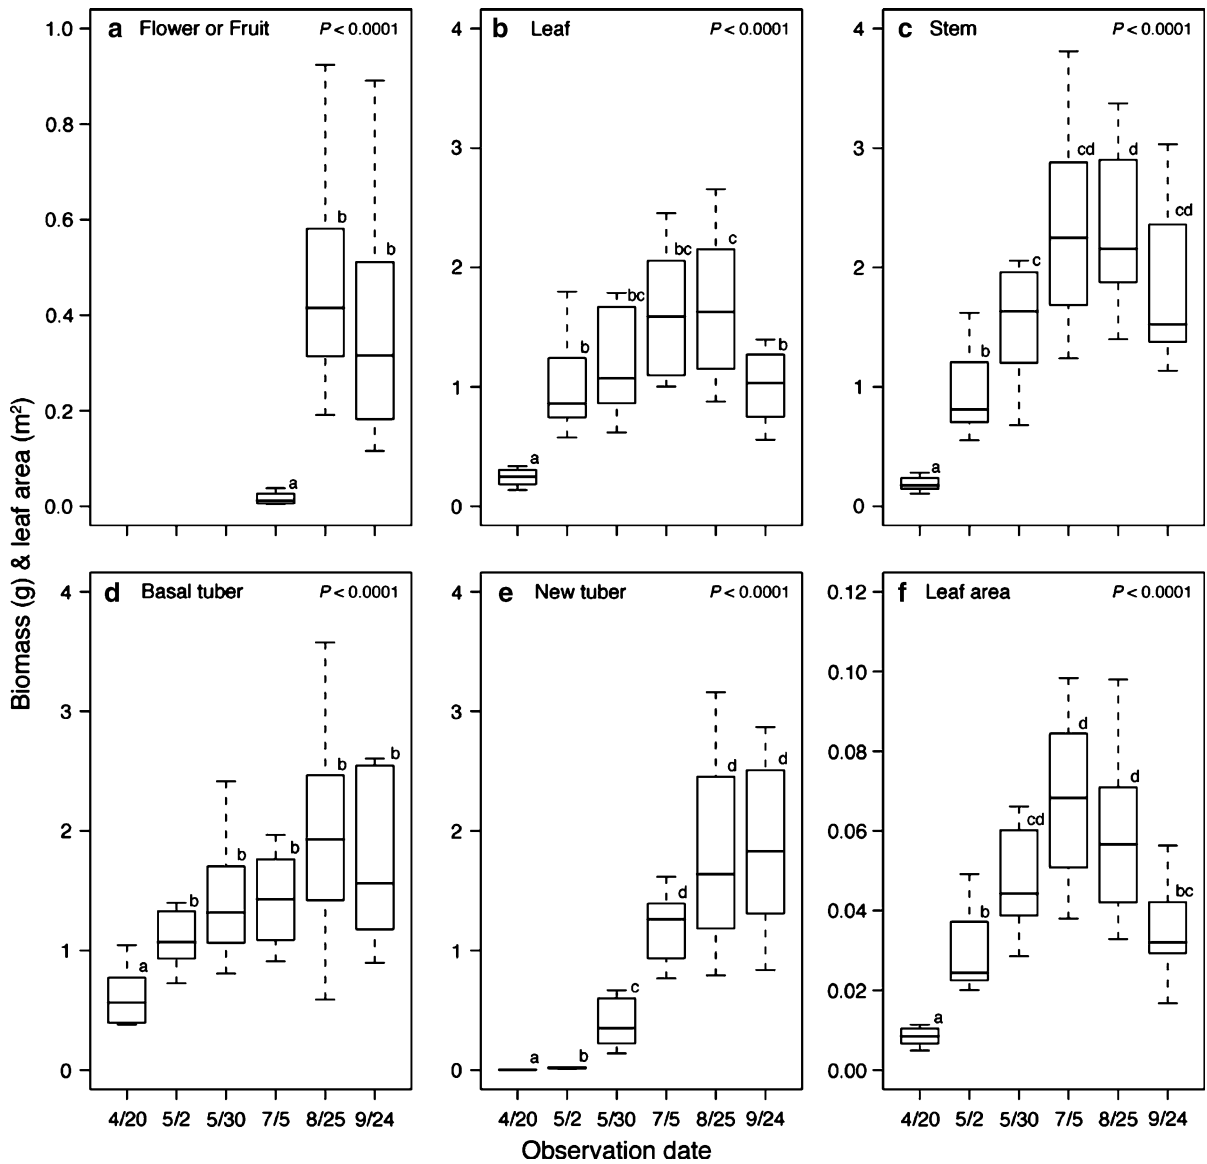 a Flower or Fruit P < 0.0001
b Leaf P < 0.0001
c Stem P < 0.0001
1.0
0.8
0.6
0.4
0.2
0.0
a
b
b
4
3
2
1
0
a
b
bc
bc
c
b
4
3
2
1
0
a
b
c
cd
d
cd
Biomass (g) & leaf area (m²)
d Basal tuber P < 0.0001
e New tuber P < 0.0001
f Leaf area P < 0.0001
4
3
2
1
0
a
b
b
b
b
b
4
3
2
1
0
a
b
c
d
d
d
0.12
0.10
0.08
0.06
0.04
0.02
0.00
a
b
cd
d
d
bc
4/20 5/2 5/30 7/5 8/25 9/24
4/20 5/2 5/30 7/5 8/25 9/24
4/20 5/2 5/30 7/5 8/25 9/24
Observation date